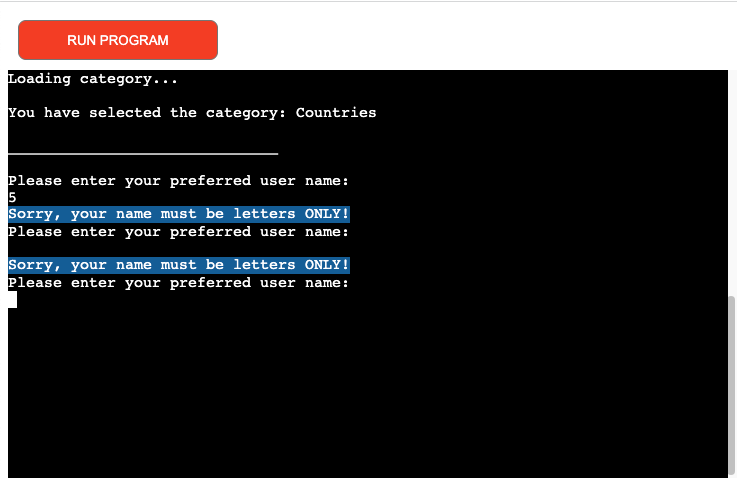 RUN PROGRAM
Loading category...
You have selected the category: Countries
______________________________
Please enter your preferred user name:
5
Sorry, your name must be letters ONLY!
Please enter your preferred user name:
Sorry, your name must be letters ONLY!
Please enter your preferred user name: